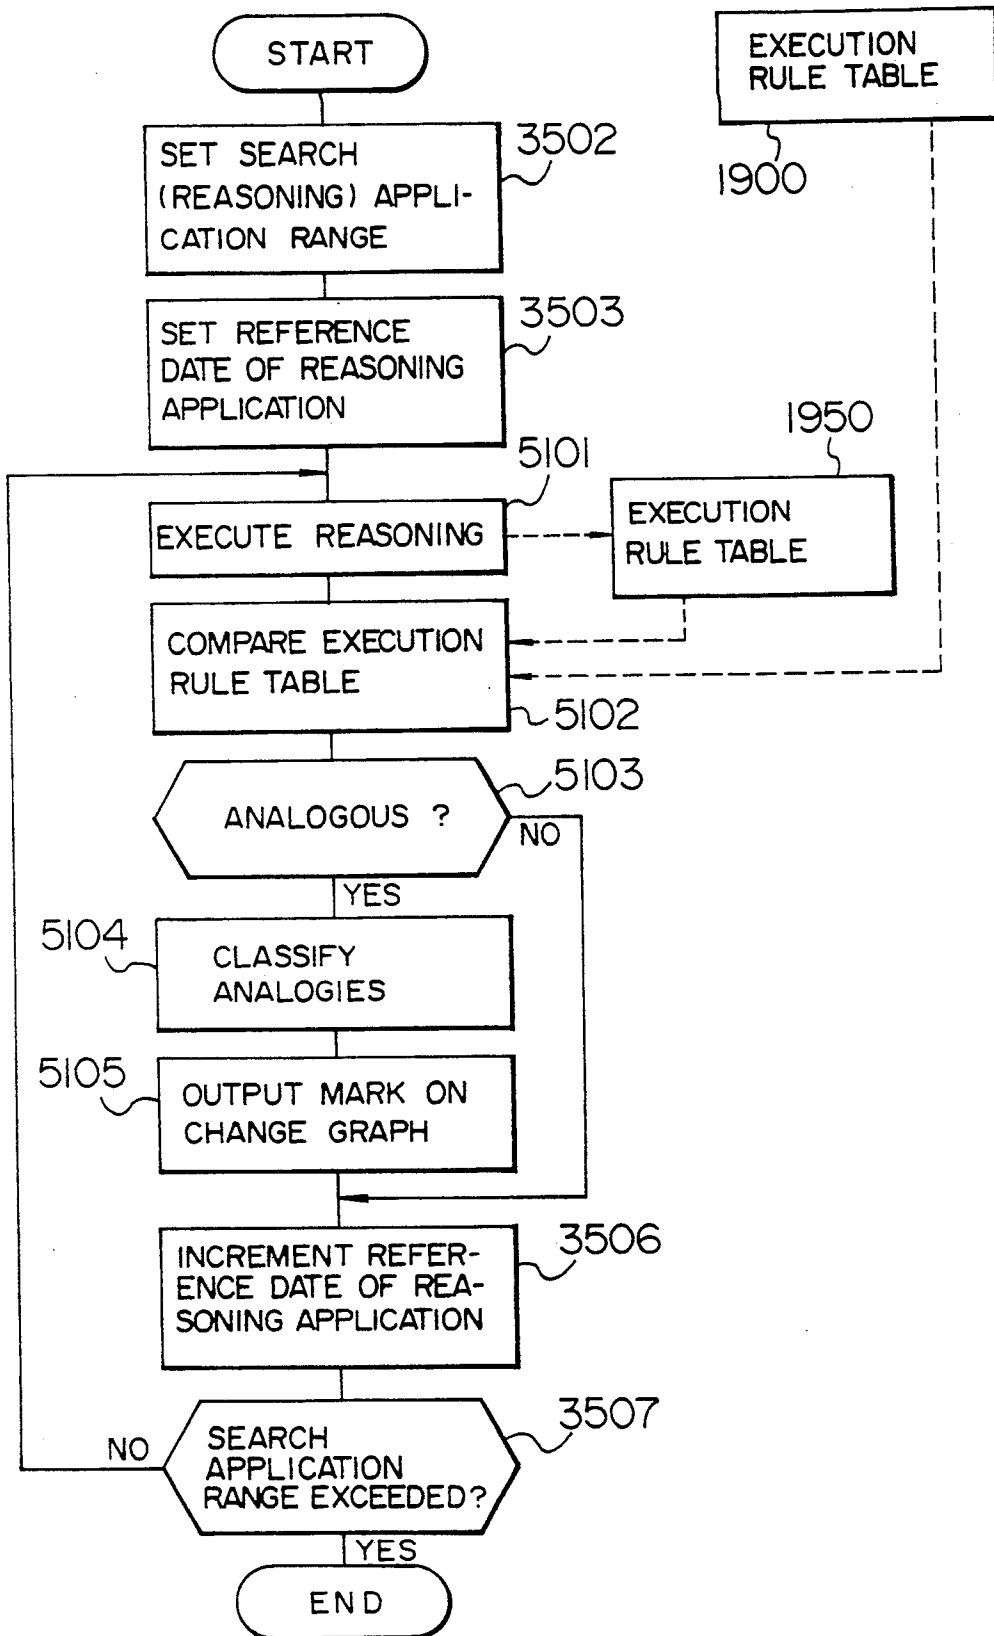 START
EXECUTION
RULE TABLE
1900
SET SEARCH
(REASONING) APPLI-
CATION RANGE
3502
SET REFERENCE
DATE OF REASONING
APPLICATION
3503
1950
5101
EXECUTE REASONING
EXECUTION
RULE TABLE
COMPARE EXECUTION
RULE TABLE
5102
5103
ANALOGOUS ?
NO
YES
5104
CLASSIFY
ANALOGIES
5105
OUTPUT MARK ON
CHANGE GRAPH
3506
INCREMENT REFER-
ENCE DATE OF REA-
SONING APPLICATION
3507
NO
SEARCH
APPLICATION
RANGE EXCEEDED?
YES
END